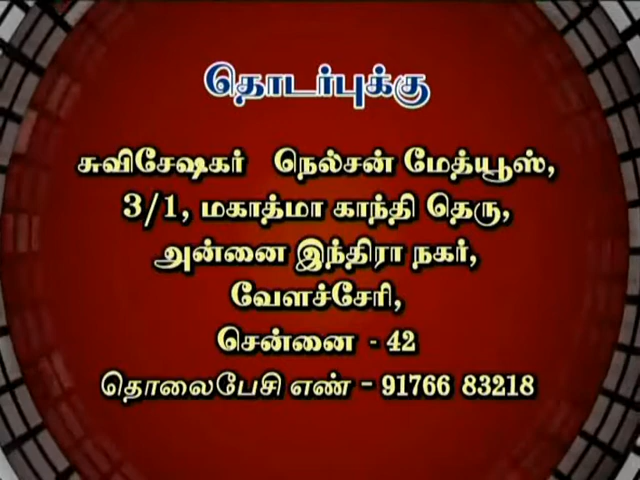 தொடர்புக்கு
சுவிசேஷகர் நெல்சன் மேத்யூஸ்,
3/1, மகாத்மா காந்தி தெரு,
அன்னை இந்திரா நகர்,
வேளச்சேரி,
சென்னை - 42
தொலைபேசி எண் - 91766 83218